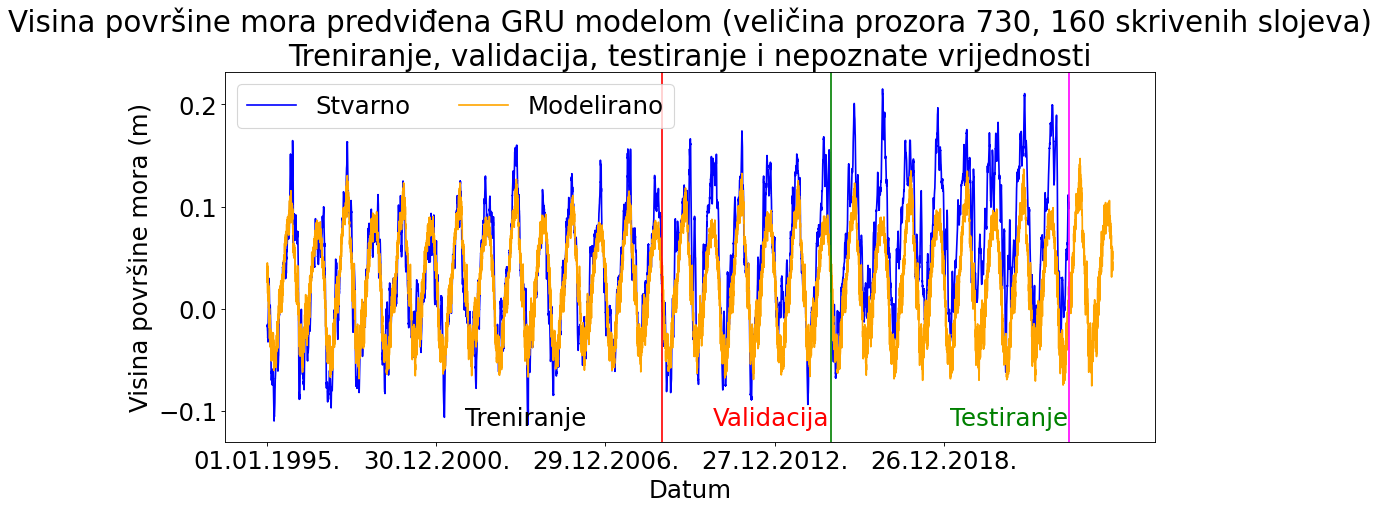 Visina površine mora predviđena GRU modelom (veličina prozora 730, 160 skrivenih slojeva)
Treniranje, validacija, testiranje i nepoznate vrijednosti
Stvarno
Modelirano
Visina površine mora (m)
0.2
0.1
0.0
−0.1
Treniranje
Validacija
Testiranje
01.01.1995.
30.12.2000.
29.12.2006.
27.12.2012.
26.12.2018.
Datum